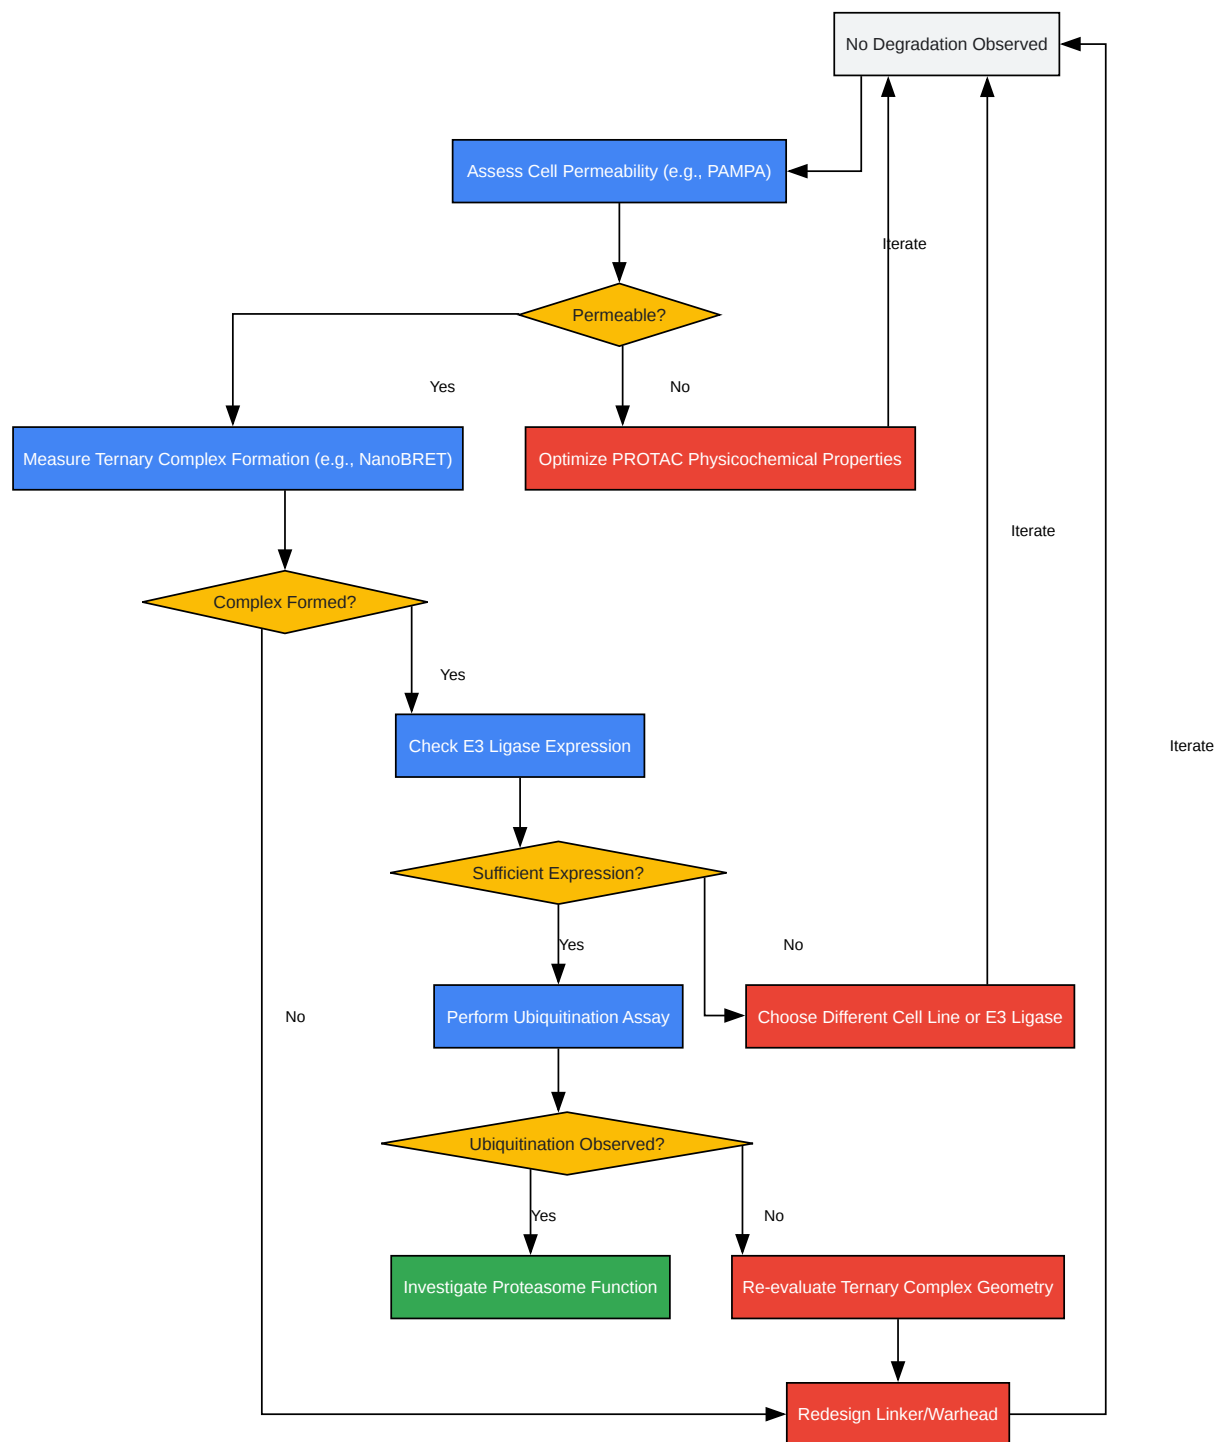 No Degradation Observed
Assess Cell Permeability (e.g., PAMPA)
Iterate
Permeable?
Yes
No
Measure Ternary Complex Formation (e.g., NanoBRET)
Optimize PROTAC Physicochemical Properties
Iterate
Complex Formed?
Yes
Check E3 Ligase Expression
Iterate
Sufficient Expression?
Yes
No
No
Perform Ubiquitination Assay
Choose Different Cell Line or E3 Ligase
Ubiquitination Observed?
Yes
No
Investigate Proteasome Function
Re-evaluate Ternary Complex Geometry
Redesign Linker/Warhead